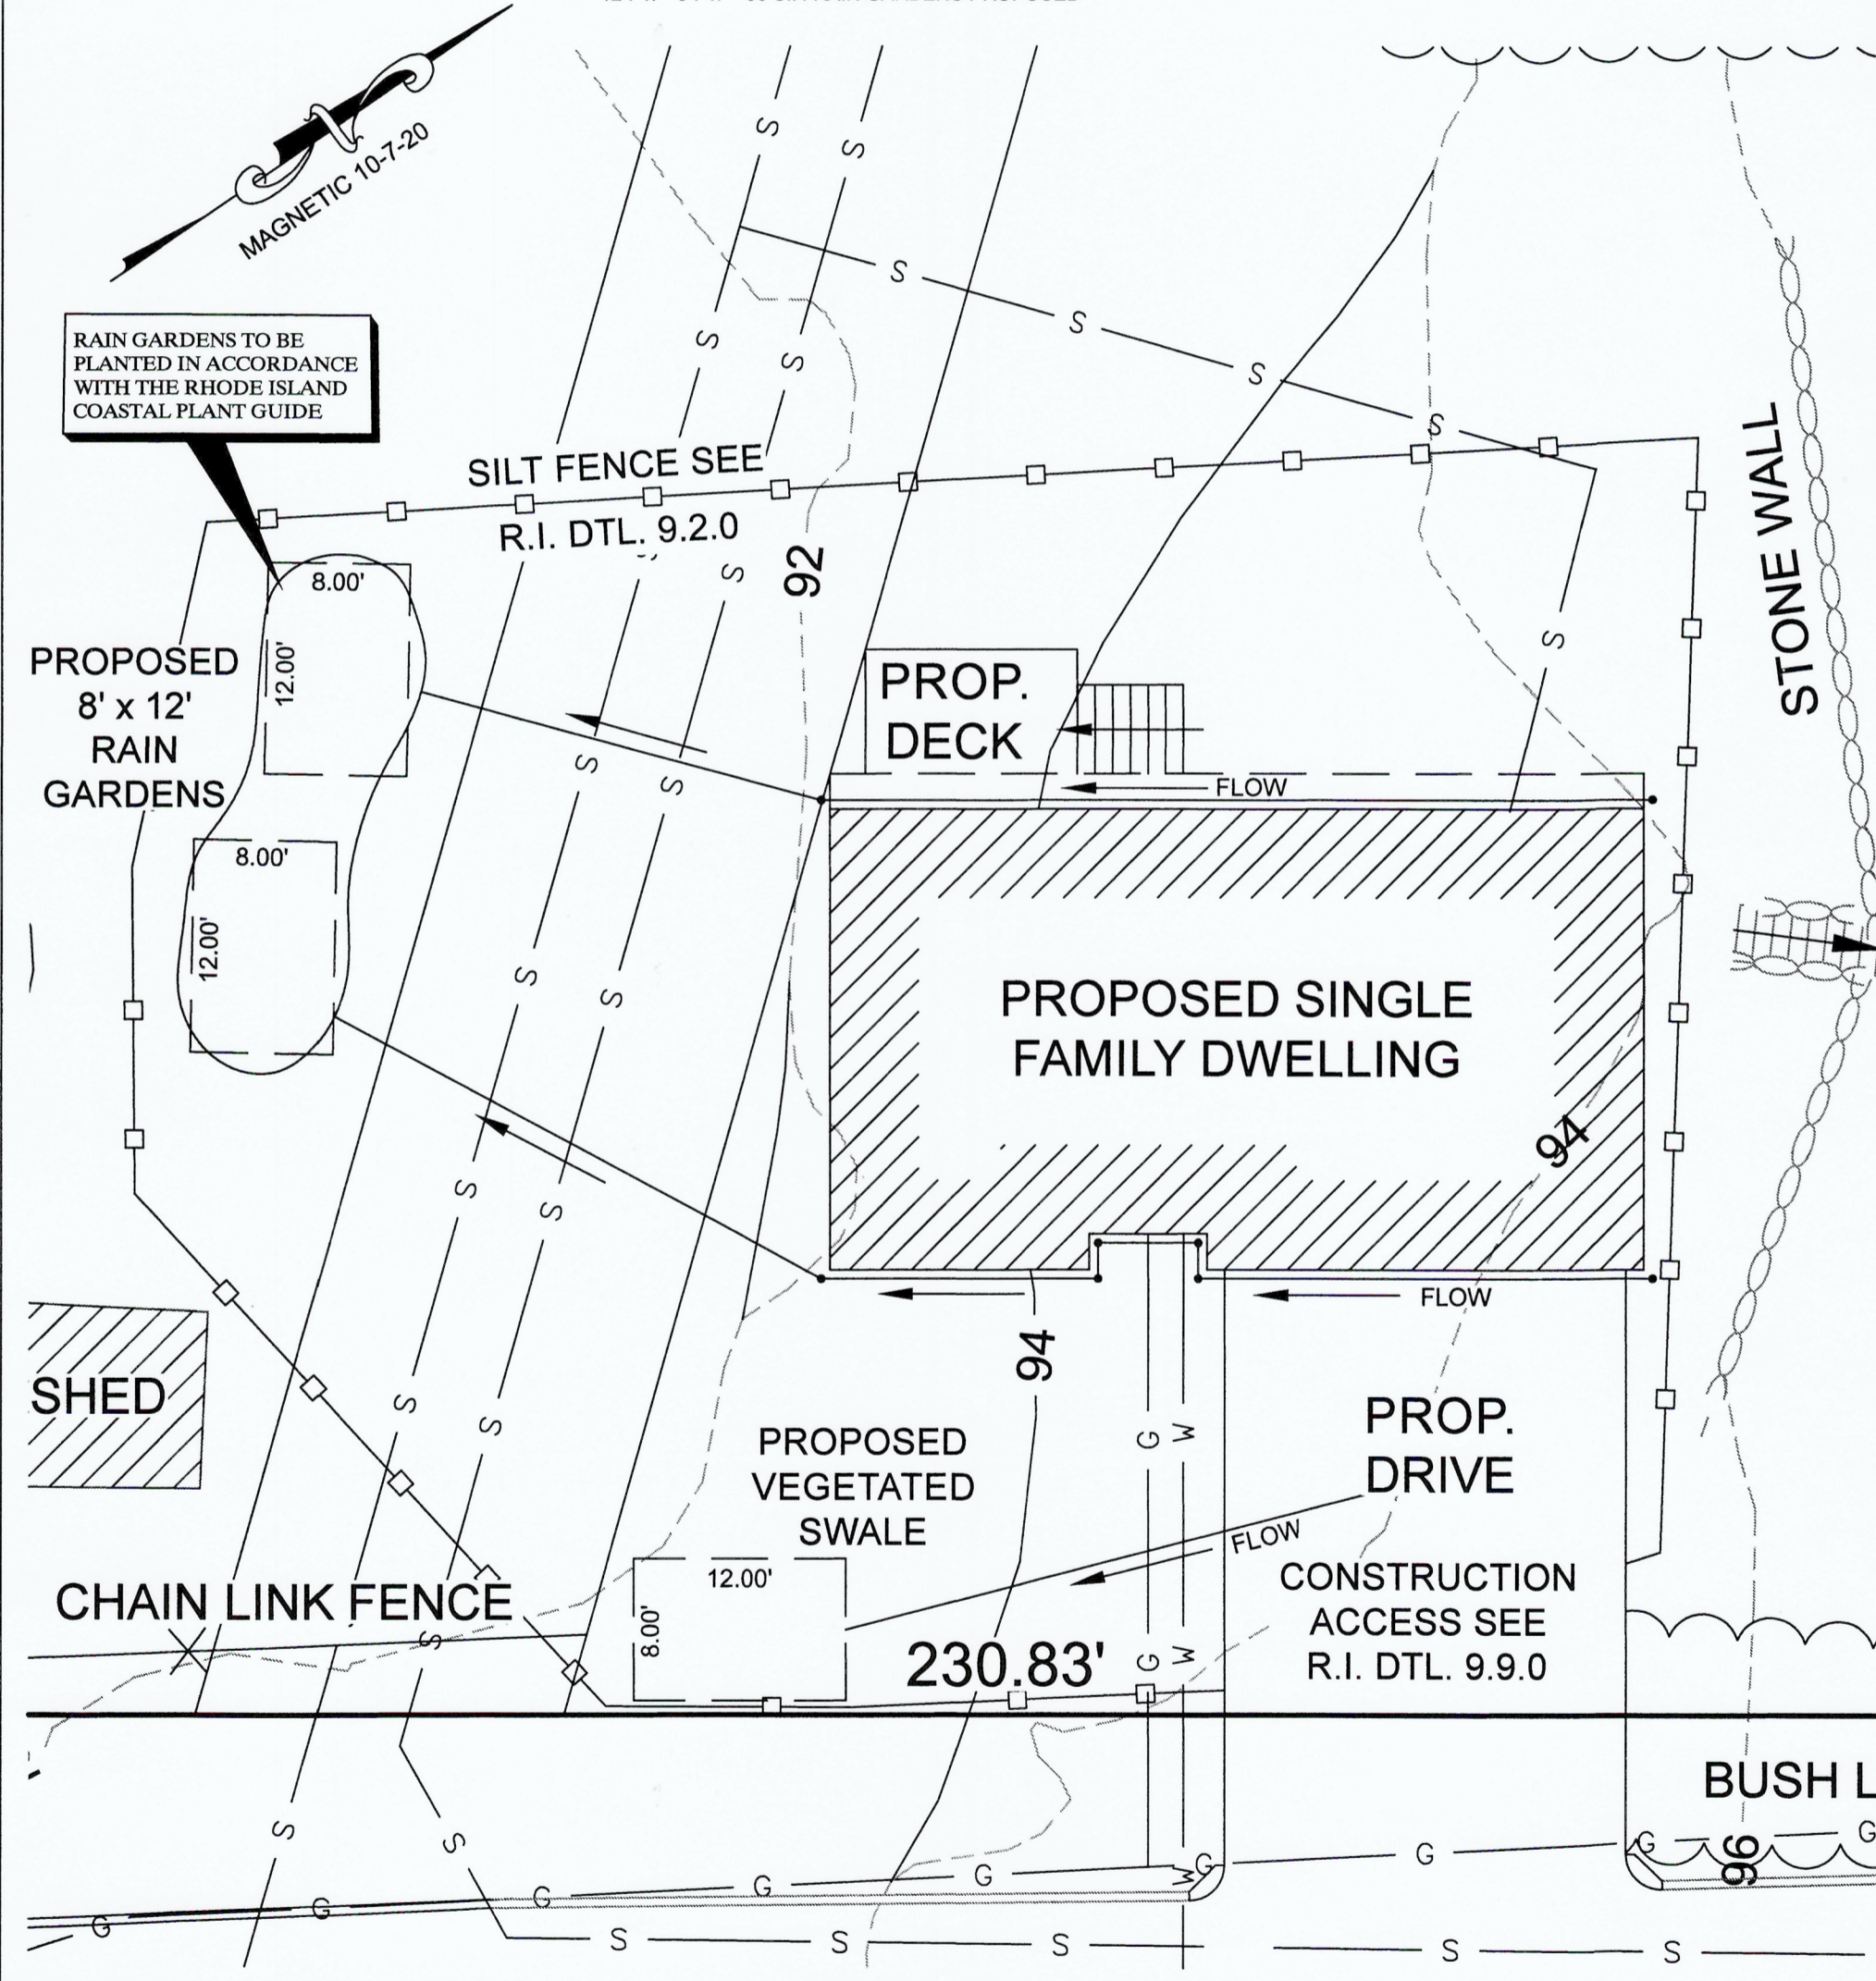 MAGNETIC 10-7-20
RAIN GARDENS TO BE
PLANTED IN ACCORDANCE
WITH THE RHODE ISLAND
COASTAL PLANT GUIDE
S
S
S
S
S
S
S
S
SILT FENCE SEE
R.I. DTL. 9.2.0
92
S
S
STONE WALL
8.00'
12.00'
PROPOSED
8' x 12'
RAIN
GARDENS
PROP.
DECK
S
S
FLOW
8.00'
12.00'
S
S
PROPOSED SINGLE
FAMILY DWELLING
94
S
S
FLOW
94
SHED
S
S
G
W
PROP.
DRIVE
PROPOSED
VEGETATED
SWALE
FLOW
12.00'
8.00'
CHAIN LINK FENCE
S
CONSTRUCTION
ACCESS SEE
R.I. DTL. 9.9.0
230.83'
G
W
BUSH L
96
S
S
G
G
G
G
G
W
G
G
G
G
S
S
S
S
S